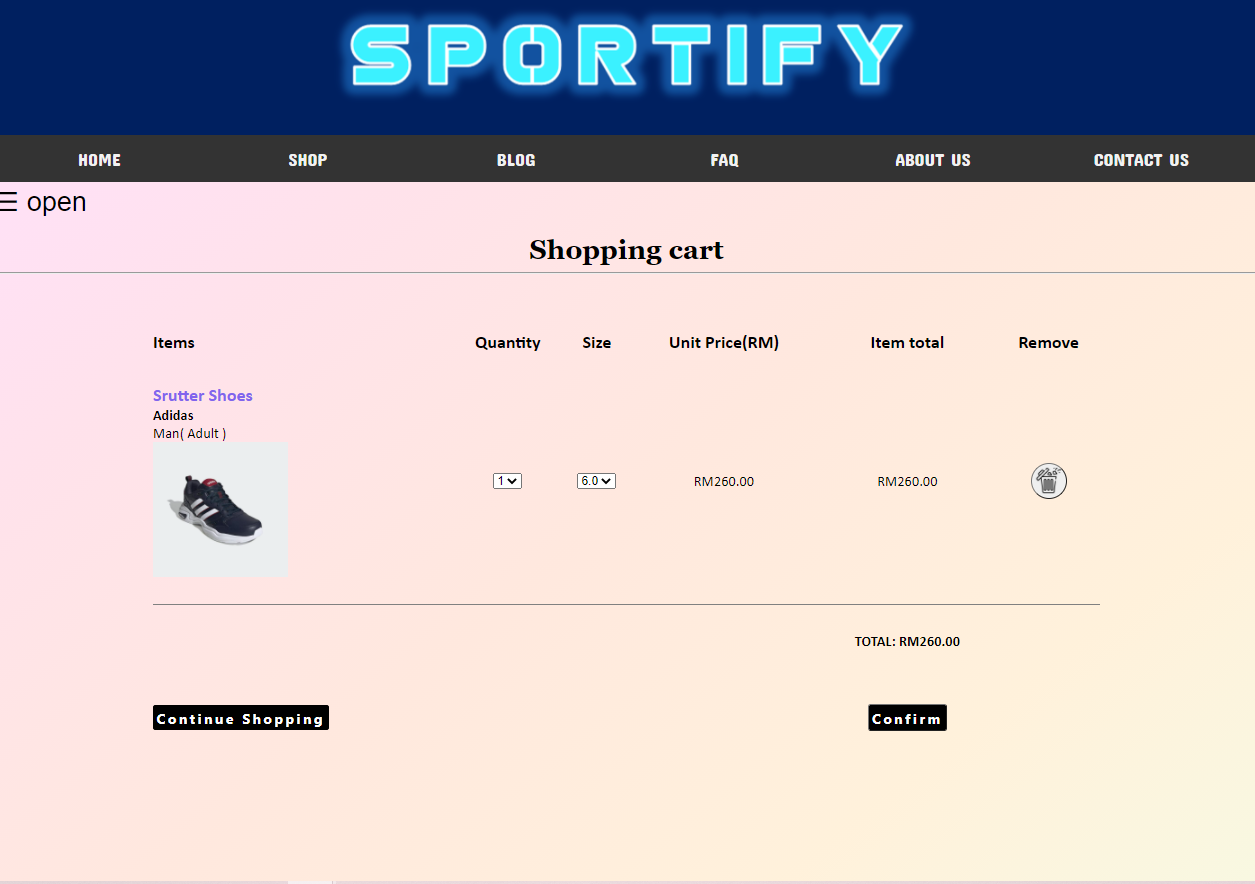 SPORTIFY
HOME SHOP BLOG FAQ ABOUT US CONTACT US
☰ open
Shopping cart
Items Quantity Size Unit Price(RM) Item total Remove
Srutter Shoes
Adidas
Man( Adult )
1 6.0 RM260.00 RM260.00
TOTAL: RM260.00
Continue Shopping Confirm